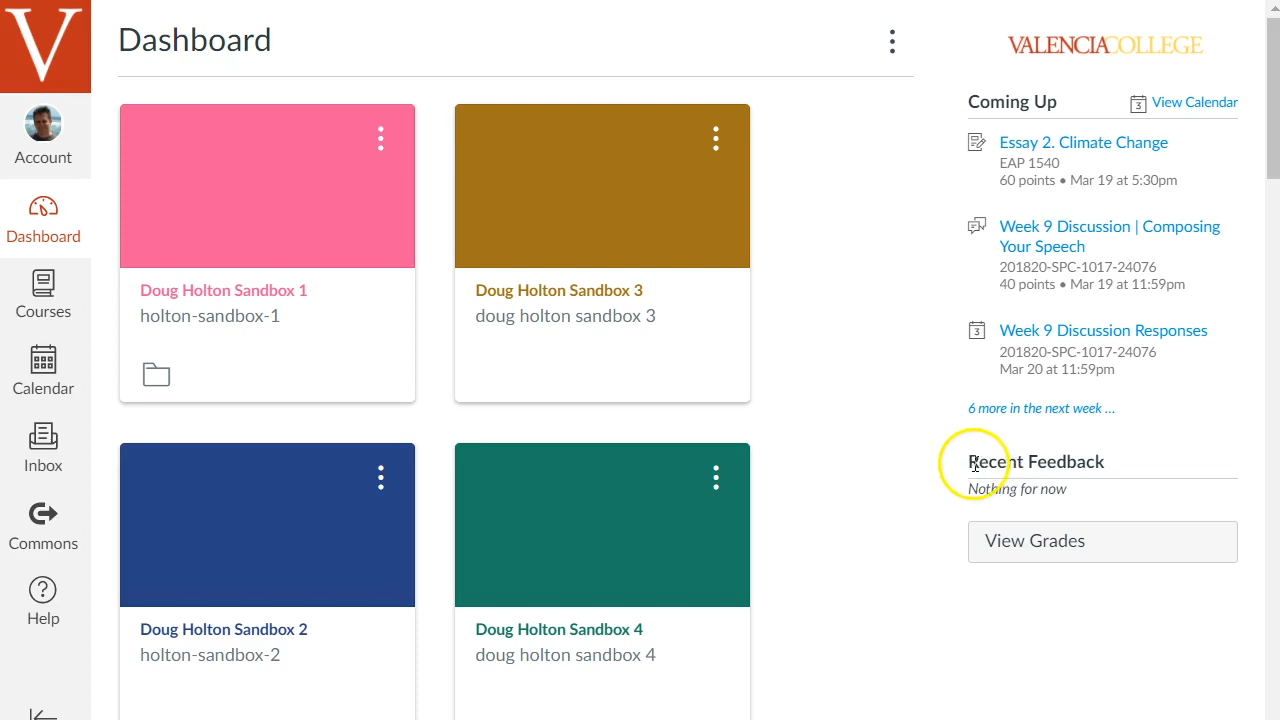 V
Account
Dashboard
Courses
Calendar
Inbox
Commons
Help
Dashboard
Doug Holton Sandbox 1
holton-sandbox-1
Doug Holton Sandbox 3
doug holton sandbox 3
Doug Holton Sandbox 2
holton-sandbox-2
Doug Holton Sandbox 4
doug holton sandbox 4
VALENCIACOLLEGE
Coming Up
3 View Calendar
Essay 2. Climate Change
EAP 1540
60 points • Mar 19 at 5:30pm
Week 9 Discussion | Composing
Your Speech
201820-SPC-1017-24076
40 points • Mar 19 at 11:59pm
3 Week 9 Discussion Responses
201820-SPC-1017-24076
Mar 20 at 11:59pm
6 more in the next week ...
Recent Feedback
Nothing for now
View Grades